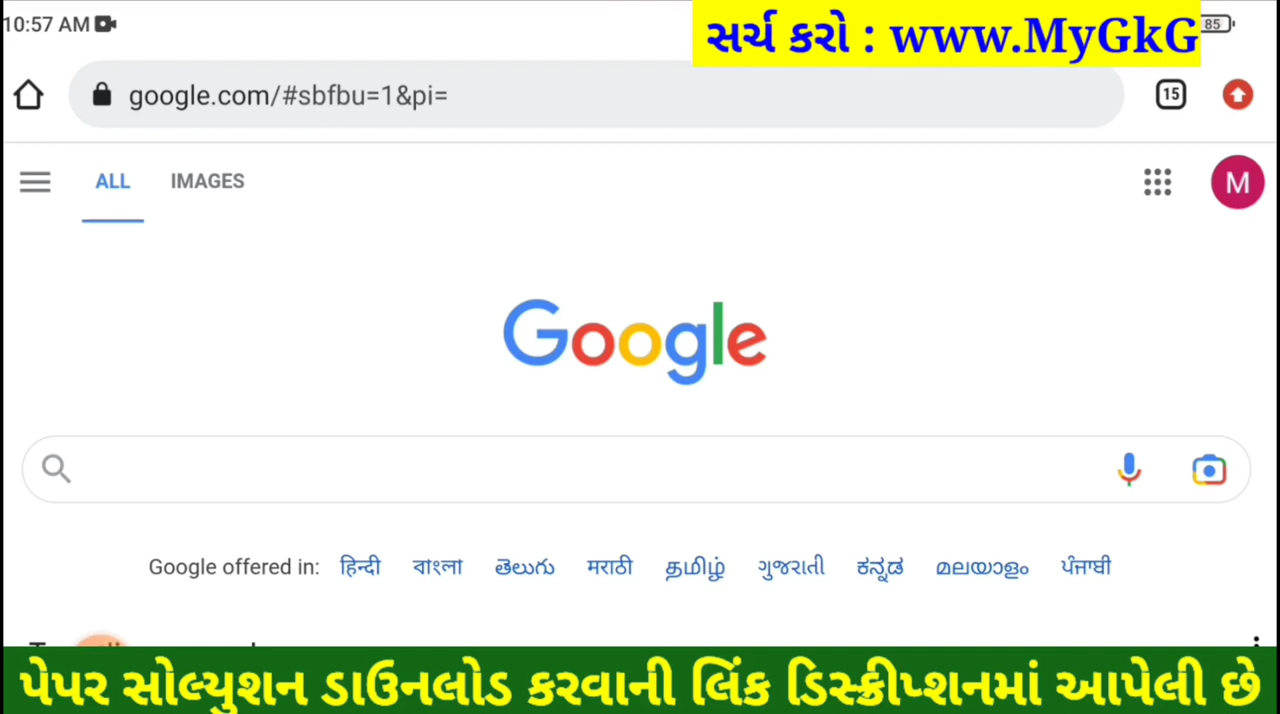 10:57 AM
સર્ચ કરો : www.MyGkG
85
google.com/#sbfbu=1&pi=
15
ALL IMAGES
M
Google
Google offered in: हिन्दी বাংলা తెలుగు मराठी தமிழ் ગુજરાતી ಕನ್ನಡ മലയാളം ਪੰਜਾਬੀ
પેપર સોલ્યુશન ડાઉનલોડ કરવાની લિંક ડિસ્ક્રીપ્શનમાં આપેલી છે